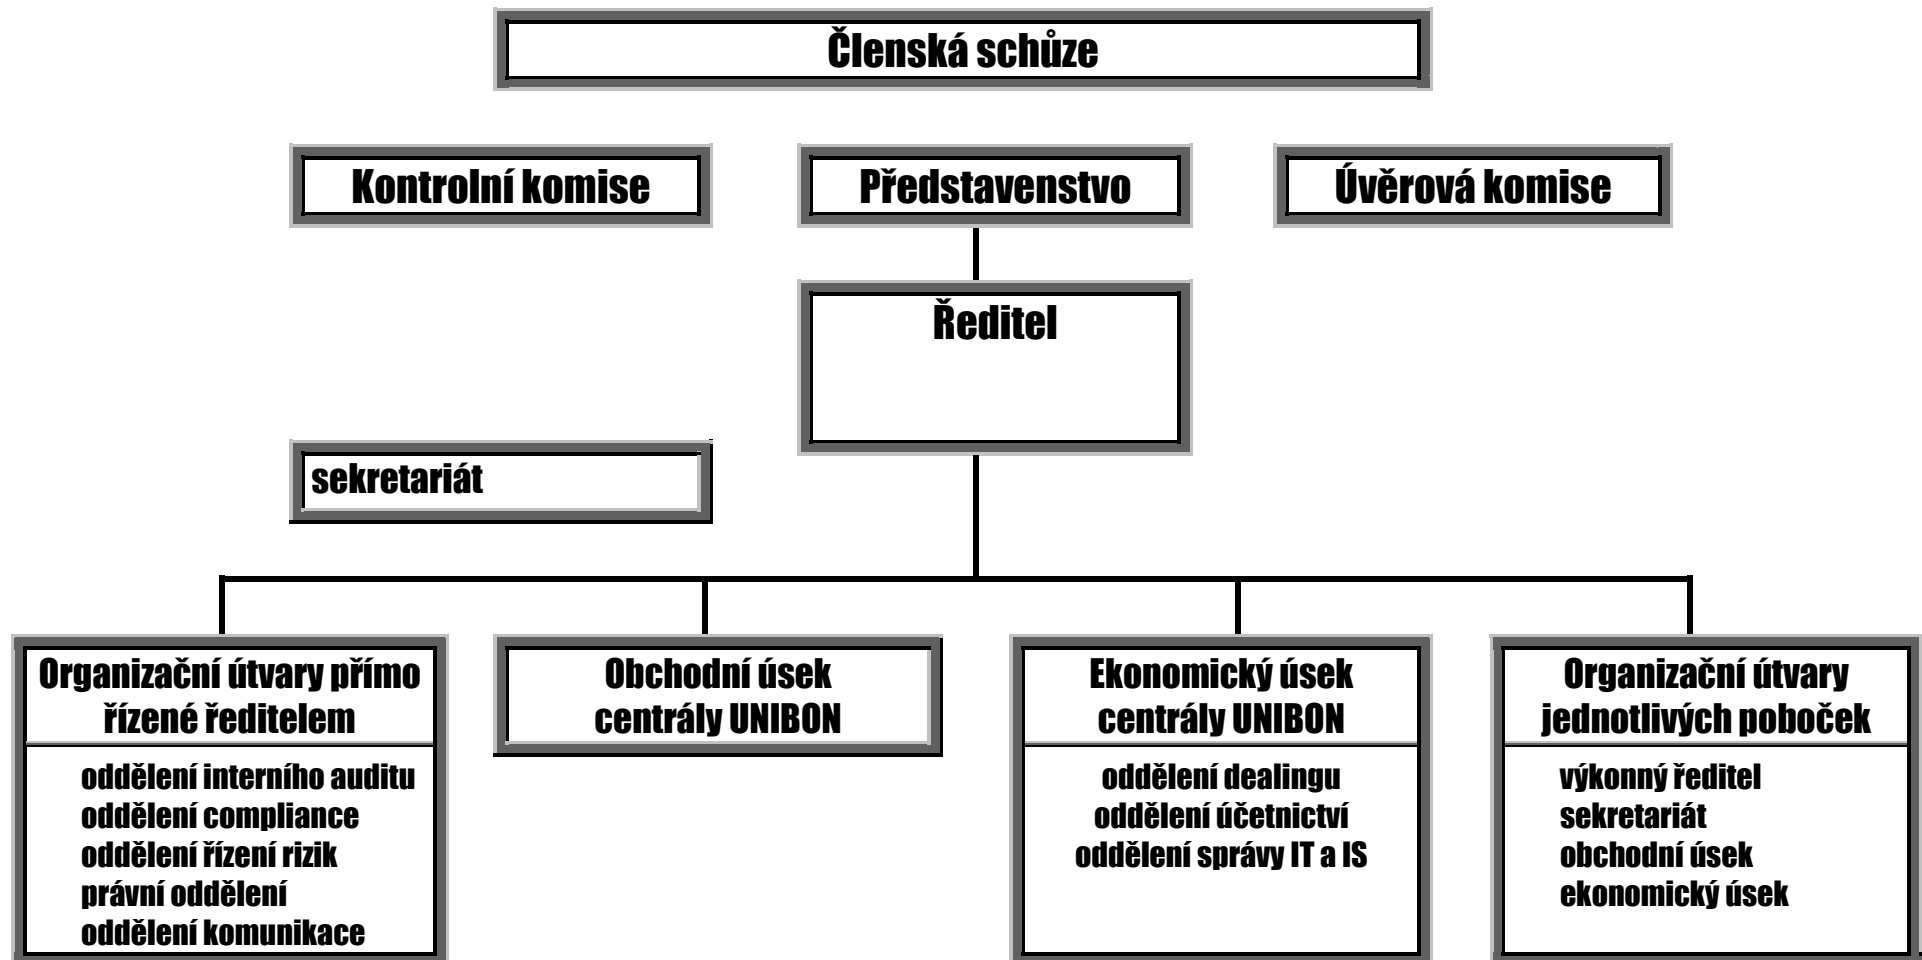 Členská schůze
Kontrolní komise
Představenstvo
Úvěrová komise
Ředitel
sekretariát
Organizační útvary přímo
řízené ředitelem
oddělení interního auditu
oddělení compliance
oddělení řízení rizik
právní oddělení
oddělení komunikace
Obchodní úsek
centrály UNIBON
Ekonomický úsek
centrály UNIBON
oddělení dealingu
oddělení účetnictví
oddělení správy IT a IS
Organizační útvary
jednotlivých poboček
výkonný ředitel
sekretariát
obchodní úsek
ekonomický úsek